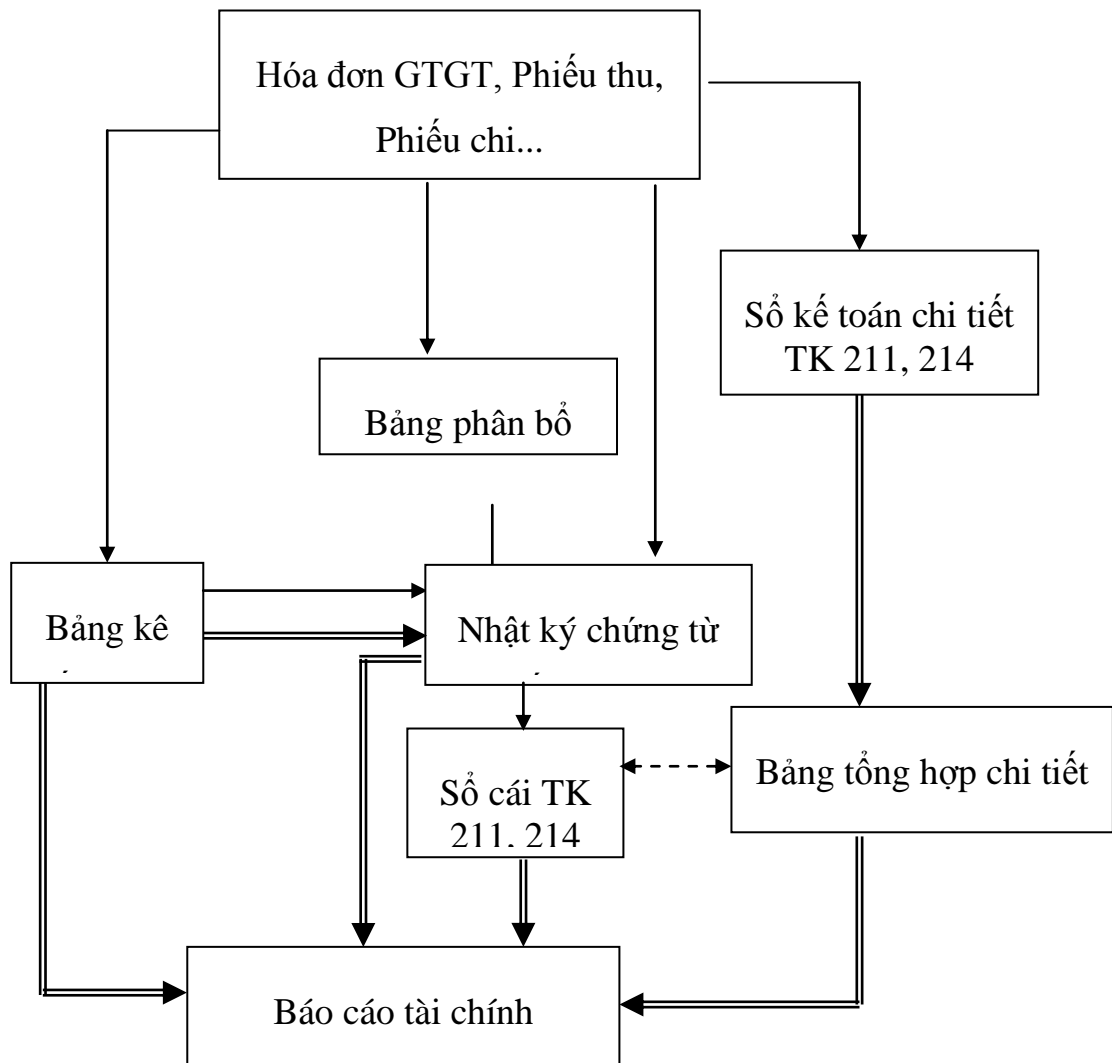 Hóa đơn GTGT, Phiếu thu,
Phiếu chi...
Sổ kế toán chi tiết
TK 211, 214
Bảng phân bổ
Bảng kê
Nhật ký chứng từ
Sổ cái TK
211, 214
Bảng tổng hợp chi tiết
Báo cáo tài chính